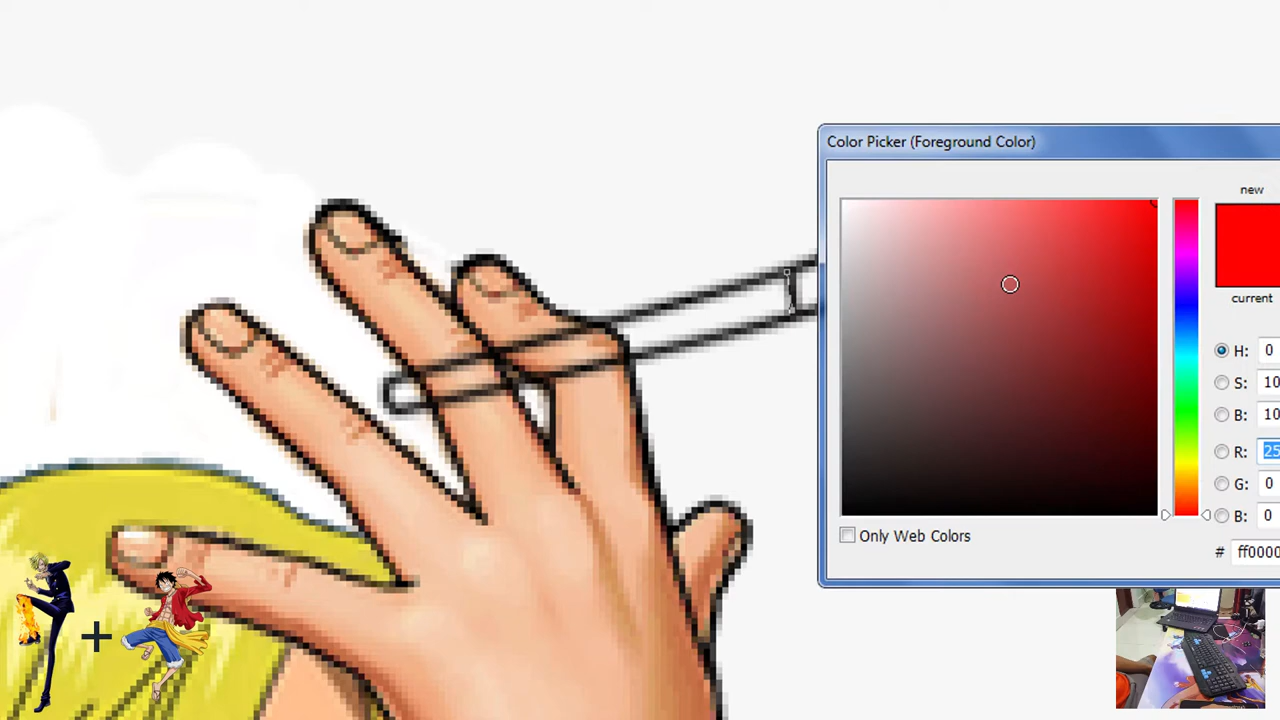 Color Picker (Foreground Color)
new
current
H: 0
S: 10
B: 10
R: 25
G: 0
B: 0
Only Web Colors
# ff0000
+